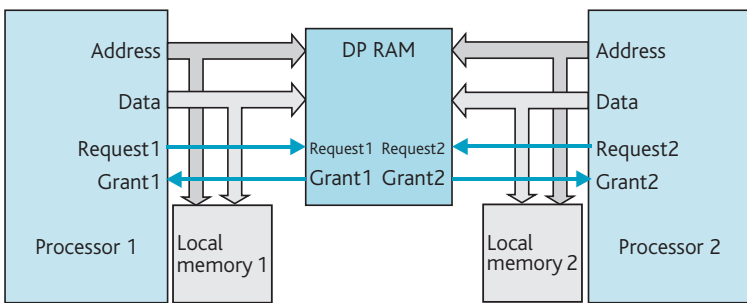 Address
DP RAM
Address
Data
Data
Request1
Request1
Request2
Request2
Grant1
Grant1
Grant2
Grant2
Processor 1
Local
memory 1
Local
memory 2
Processor 2